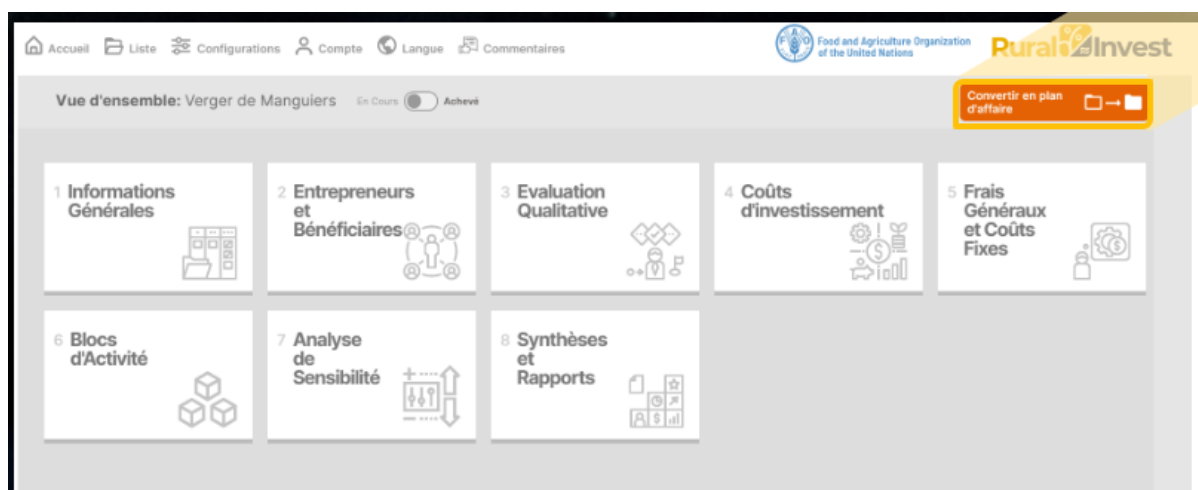 Accueil Liste Configurations Compte Langue Commentaires
Food and Agriculture Organization
of the United Nations
Rural Invest
Vue d'ensemble: Verger de Manguiers En Cours Achevé
Convertir en plan
d'affaire
1 Informations
Générales
2 Entrepreneurs
et
Bénéficiaires
3 Evaluation
Qualitative
4 Coûts
d'investissement
5 Frais
Généraux
et Coûts
Fixes
6 Blocs
d'Activité
7 Analyse
de
Sensibilité
8 Synthèses
et
Rapports